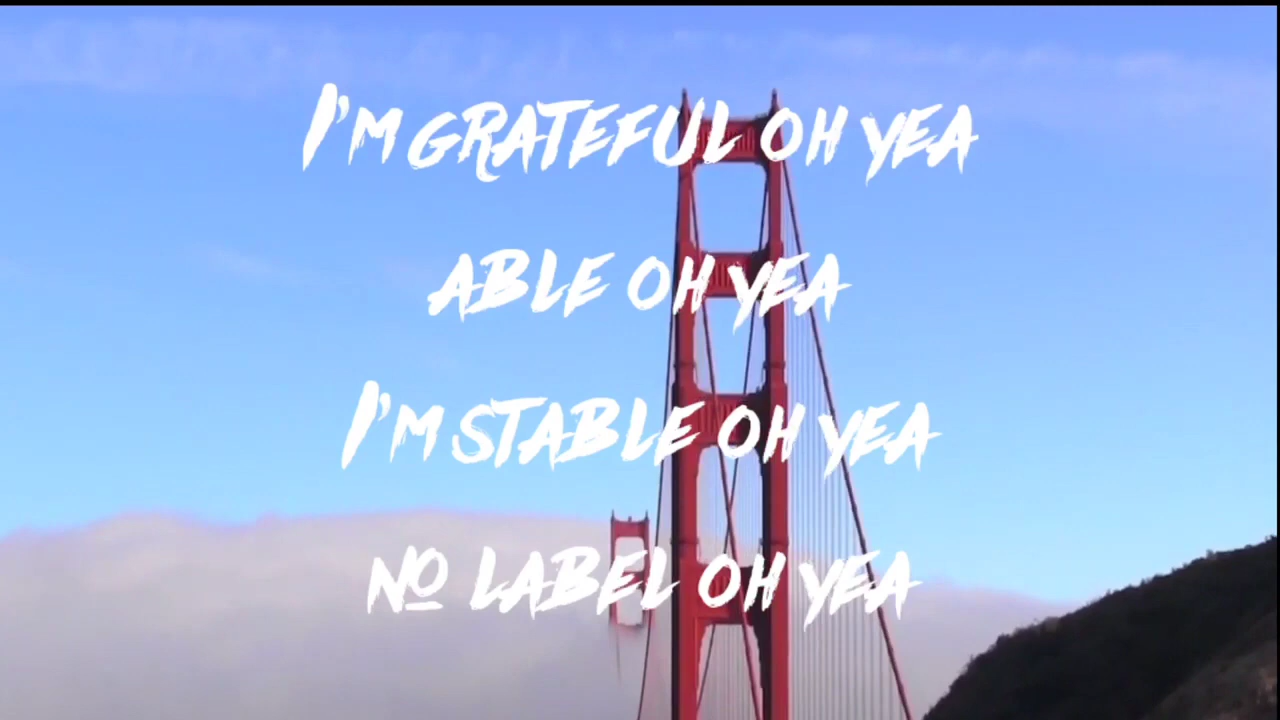 I'm grateful oh yea
able oh yea
I'm stable oh yea
no label oh yea